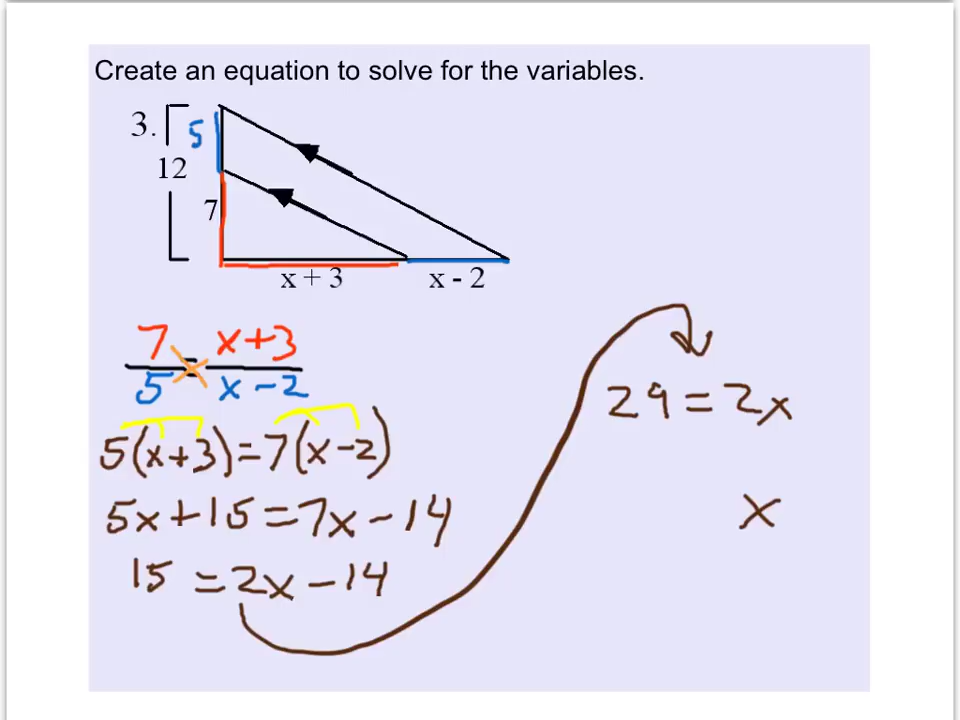 Create an equation to solve for the variables.
3.
5
12
7
x + 3
x - 2
7/5 = x+3/x-2
5(x+3)=7(x-2)
5x+15=7x-14
15 = 2x-14
29=2x
x